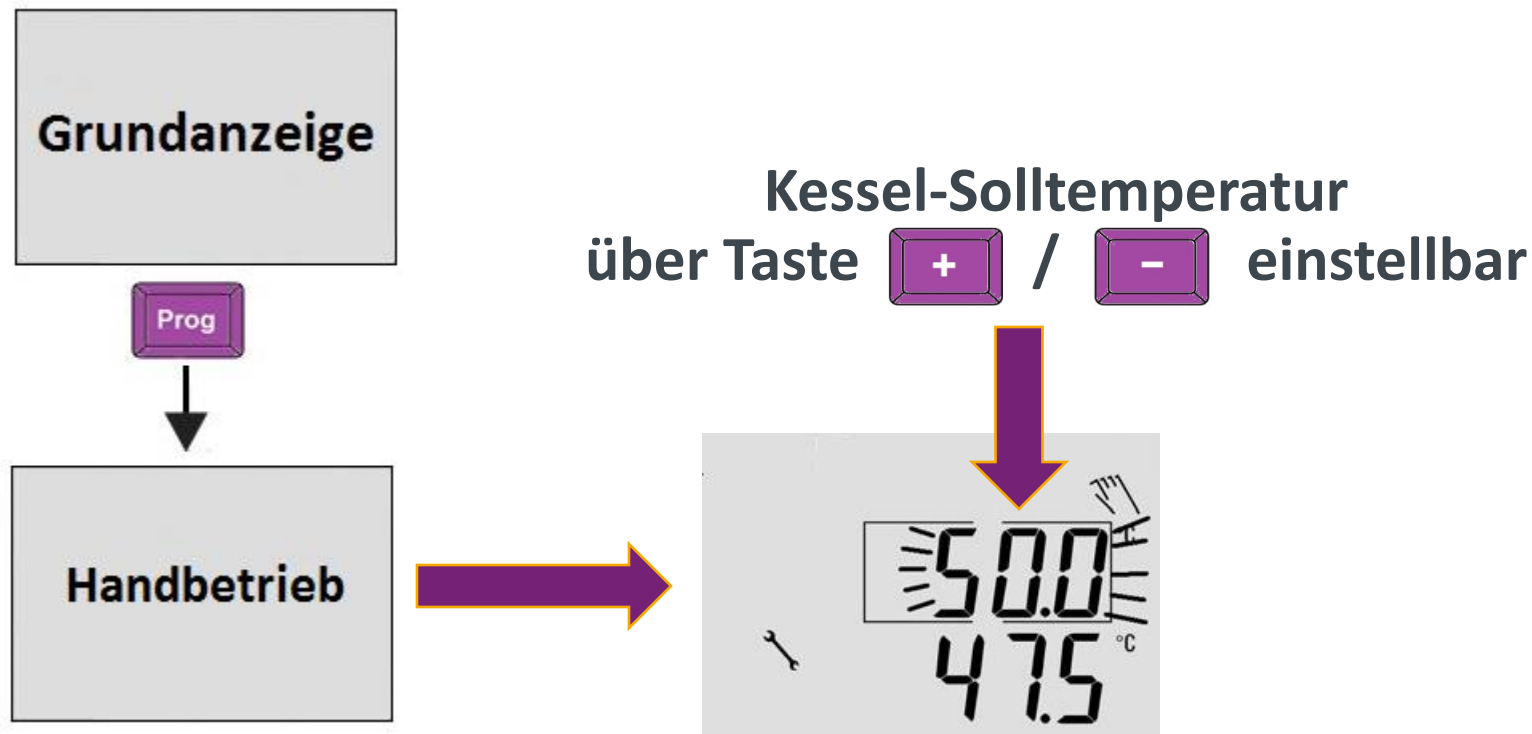 Grundanzeige
Prog
Handbetrieb
Kessel-Solltemperatur
über Taste + / - einstellbar
50.0
47.5 °C